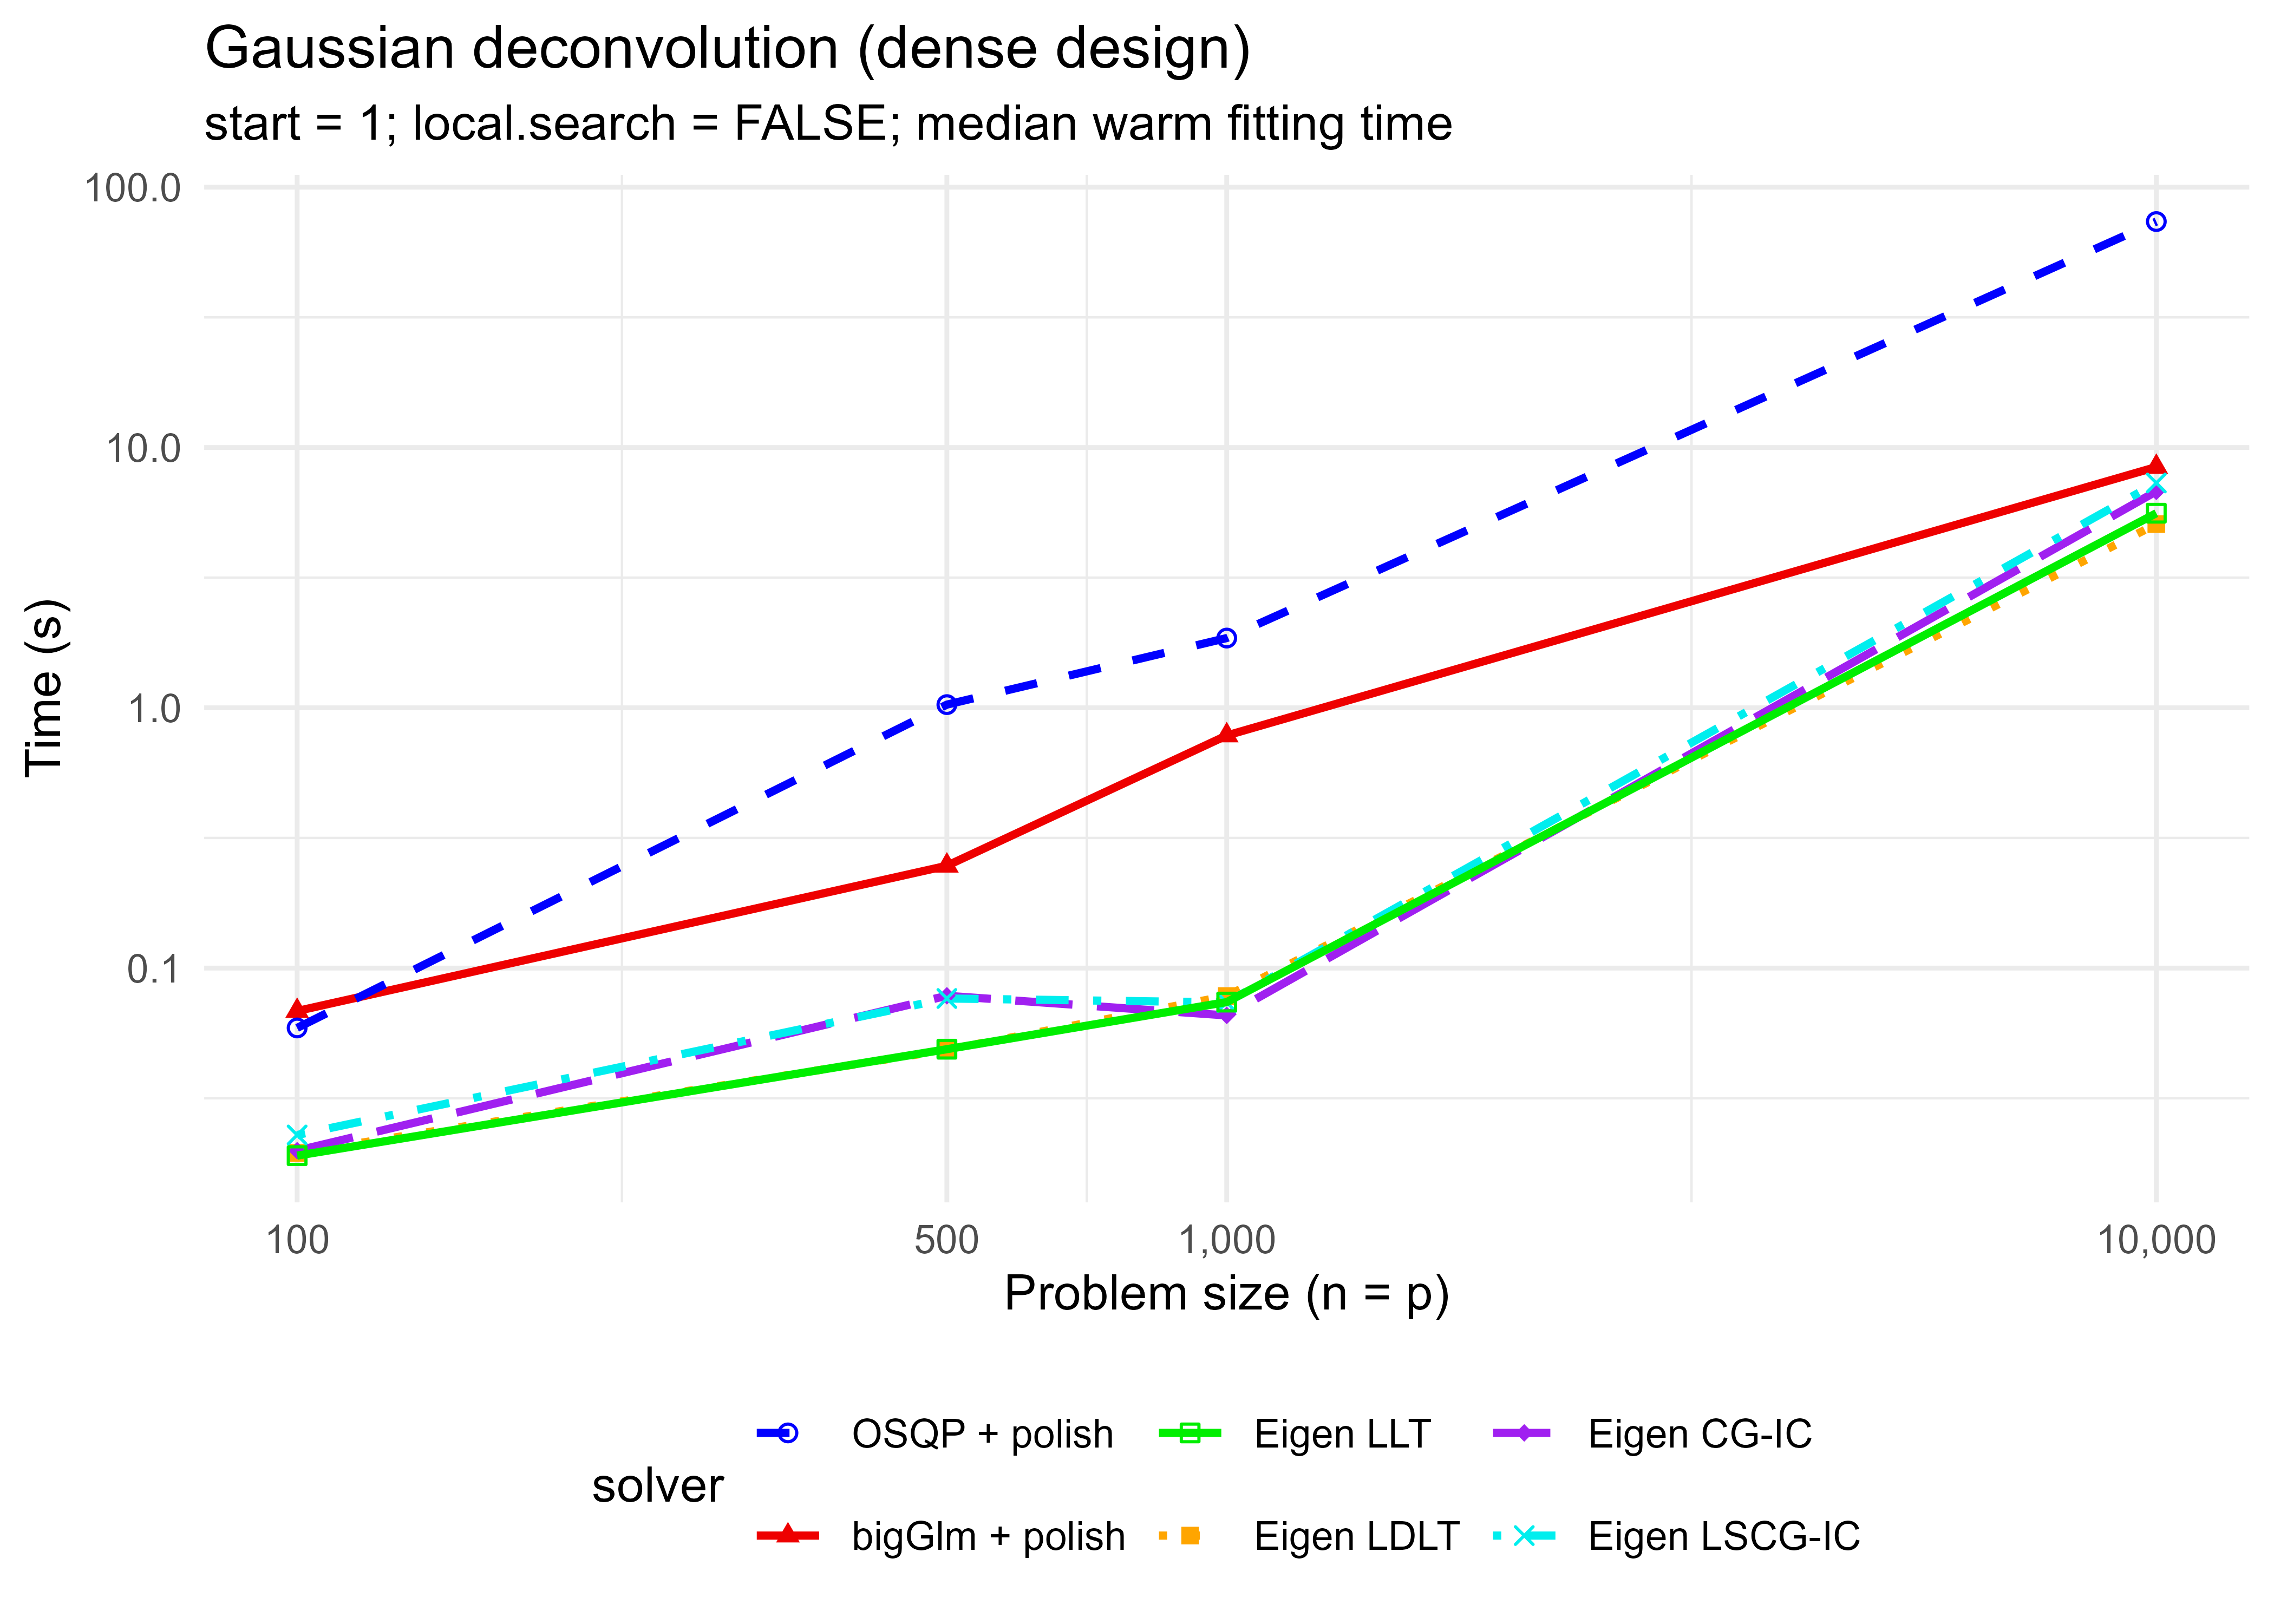 Gaussian deconvolution (dense design)
start = 1; local.search = FALSE; median warm fitting time
100.0
10.0
1.0
0.1
Time (s)
100
500
1,000
10,000
Problem size (n = p)
solver
OSQP + polish
Eigen LLT
Eigen CG-IC
bigGlm + polish
Eigen LDLT
Eigen LSCG-IC